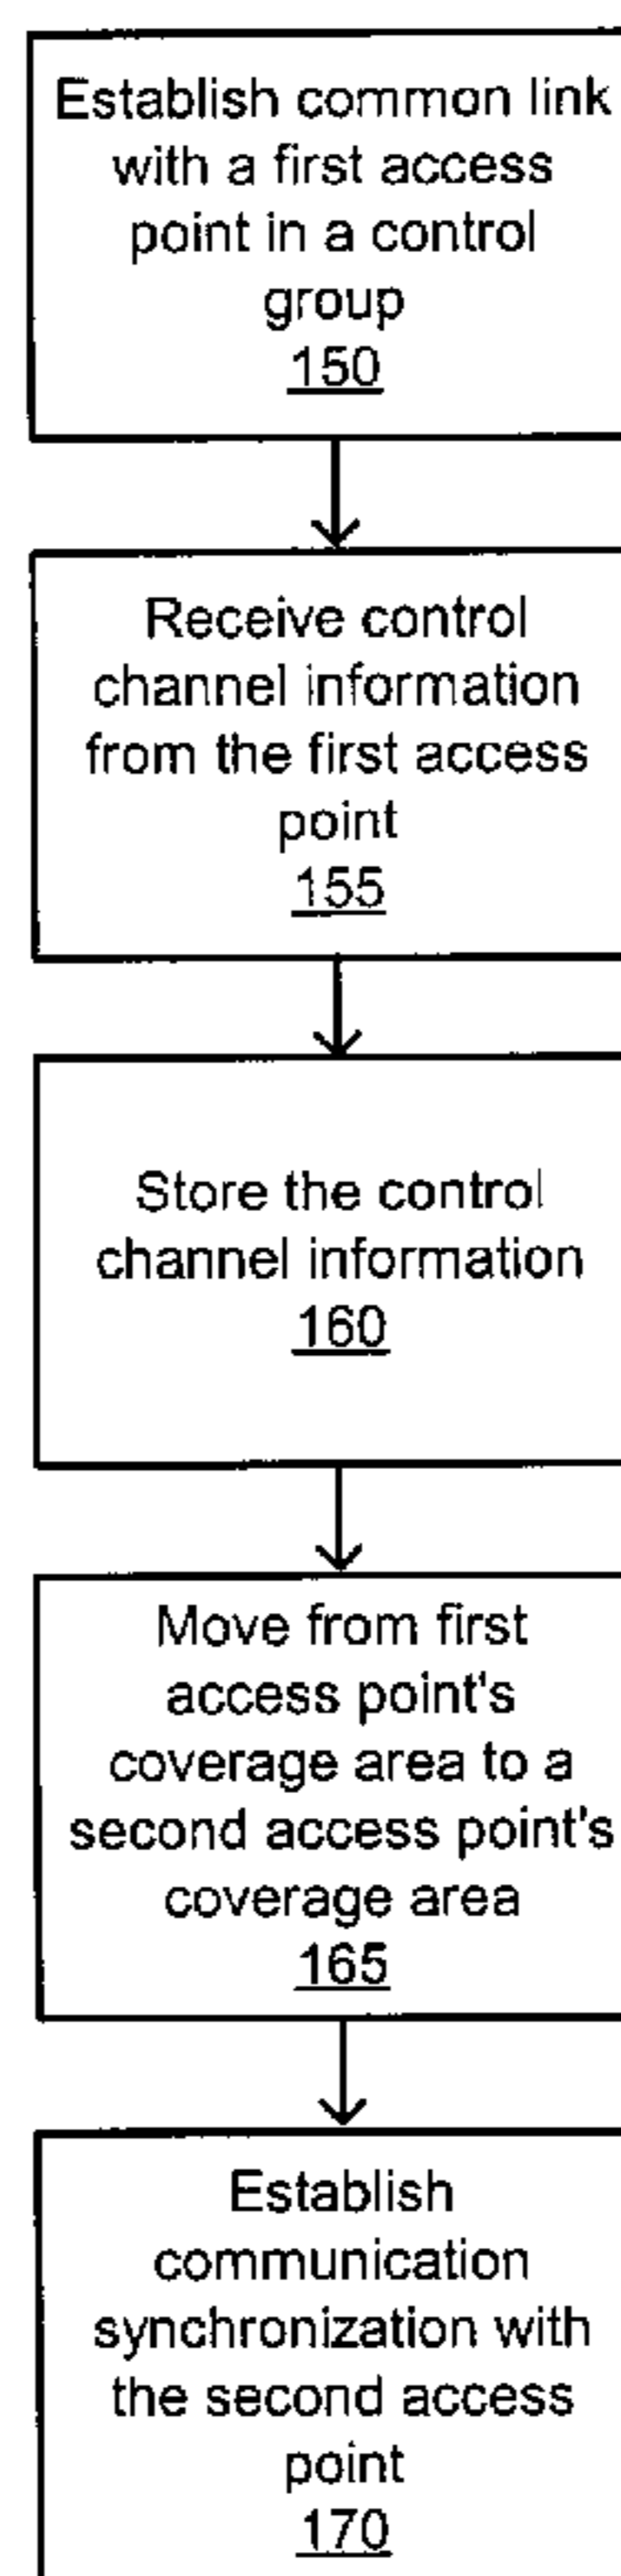 Establish common link
with a first access
point in a control
group
150
Receive control
channel information
from the first access
point
155
Store the control
channel information
160
Move from first
access point's
coverage area to a
second access point's
coverage area
165
Establish
communication
synchronization with
the second access
point
170